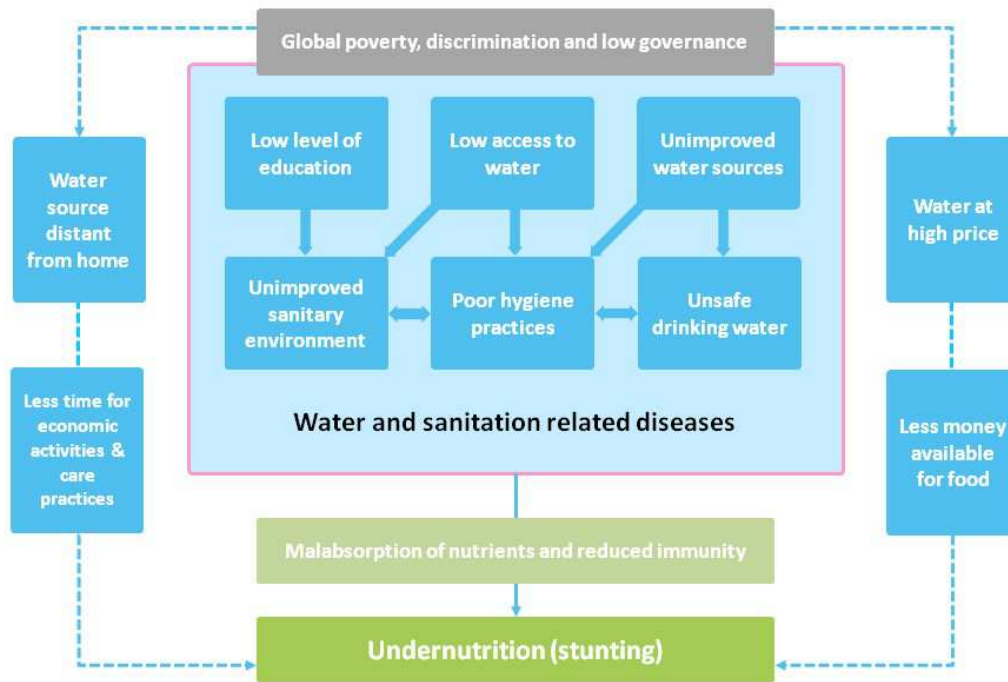 Global poverty, discrimination and low governance
Low level of
education
Low access to
water
Unimproved
water sources
Water
source
distant
from home
Water at
high price
Unimproved
sanitary
environment
Poor hygiene
practices
Unsafe
drinking water
Less time for
economic
activities &
care
practices
Water and sanitation related diseases
Less money
available
for food
Malabsorption of nutrients and reduced immunity
Undernutrition (stunting)